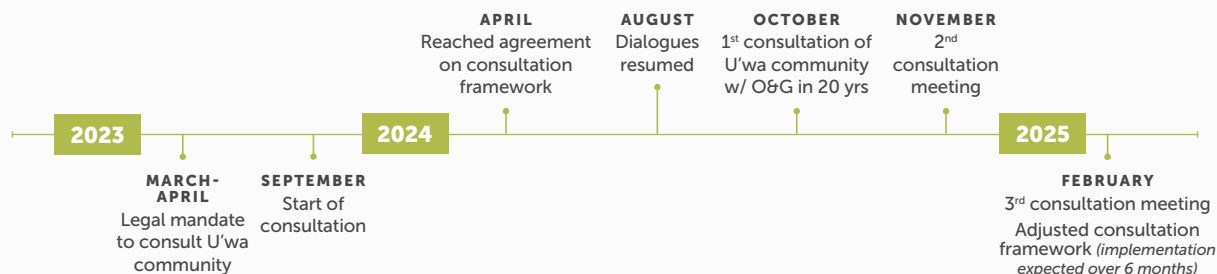 2023
MARCH-
APRIL
Legal mandate
to consult U'wa
community
SEPTEMBER
Start of
consultation
2024
APRIL
Reached agreement
on consultation
framework
AUGUST
Dialogues
resumed
OCTOBER
1st consultation of
U'wa community
w/ O&G in 20 yrs
NOVEMBER
2nd
consultation
meeting
2025
FEBRUARY
3rd consultation meeting
Adjusted consultation
framework (implementation
expected over 6 months)